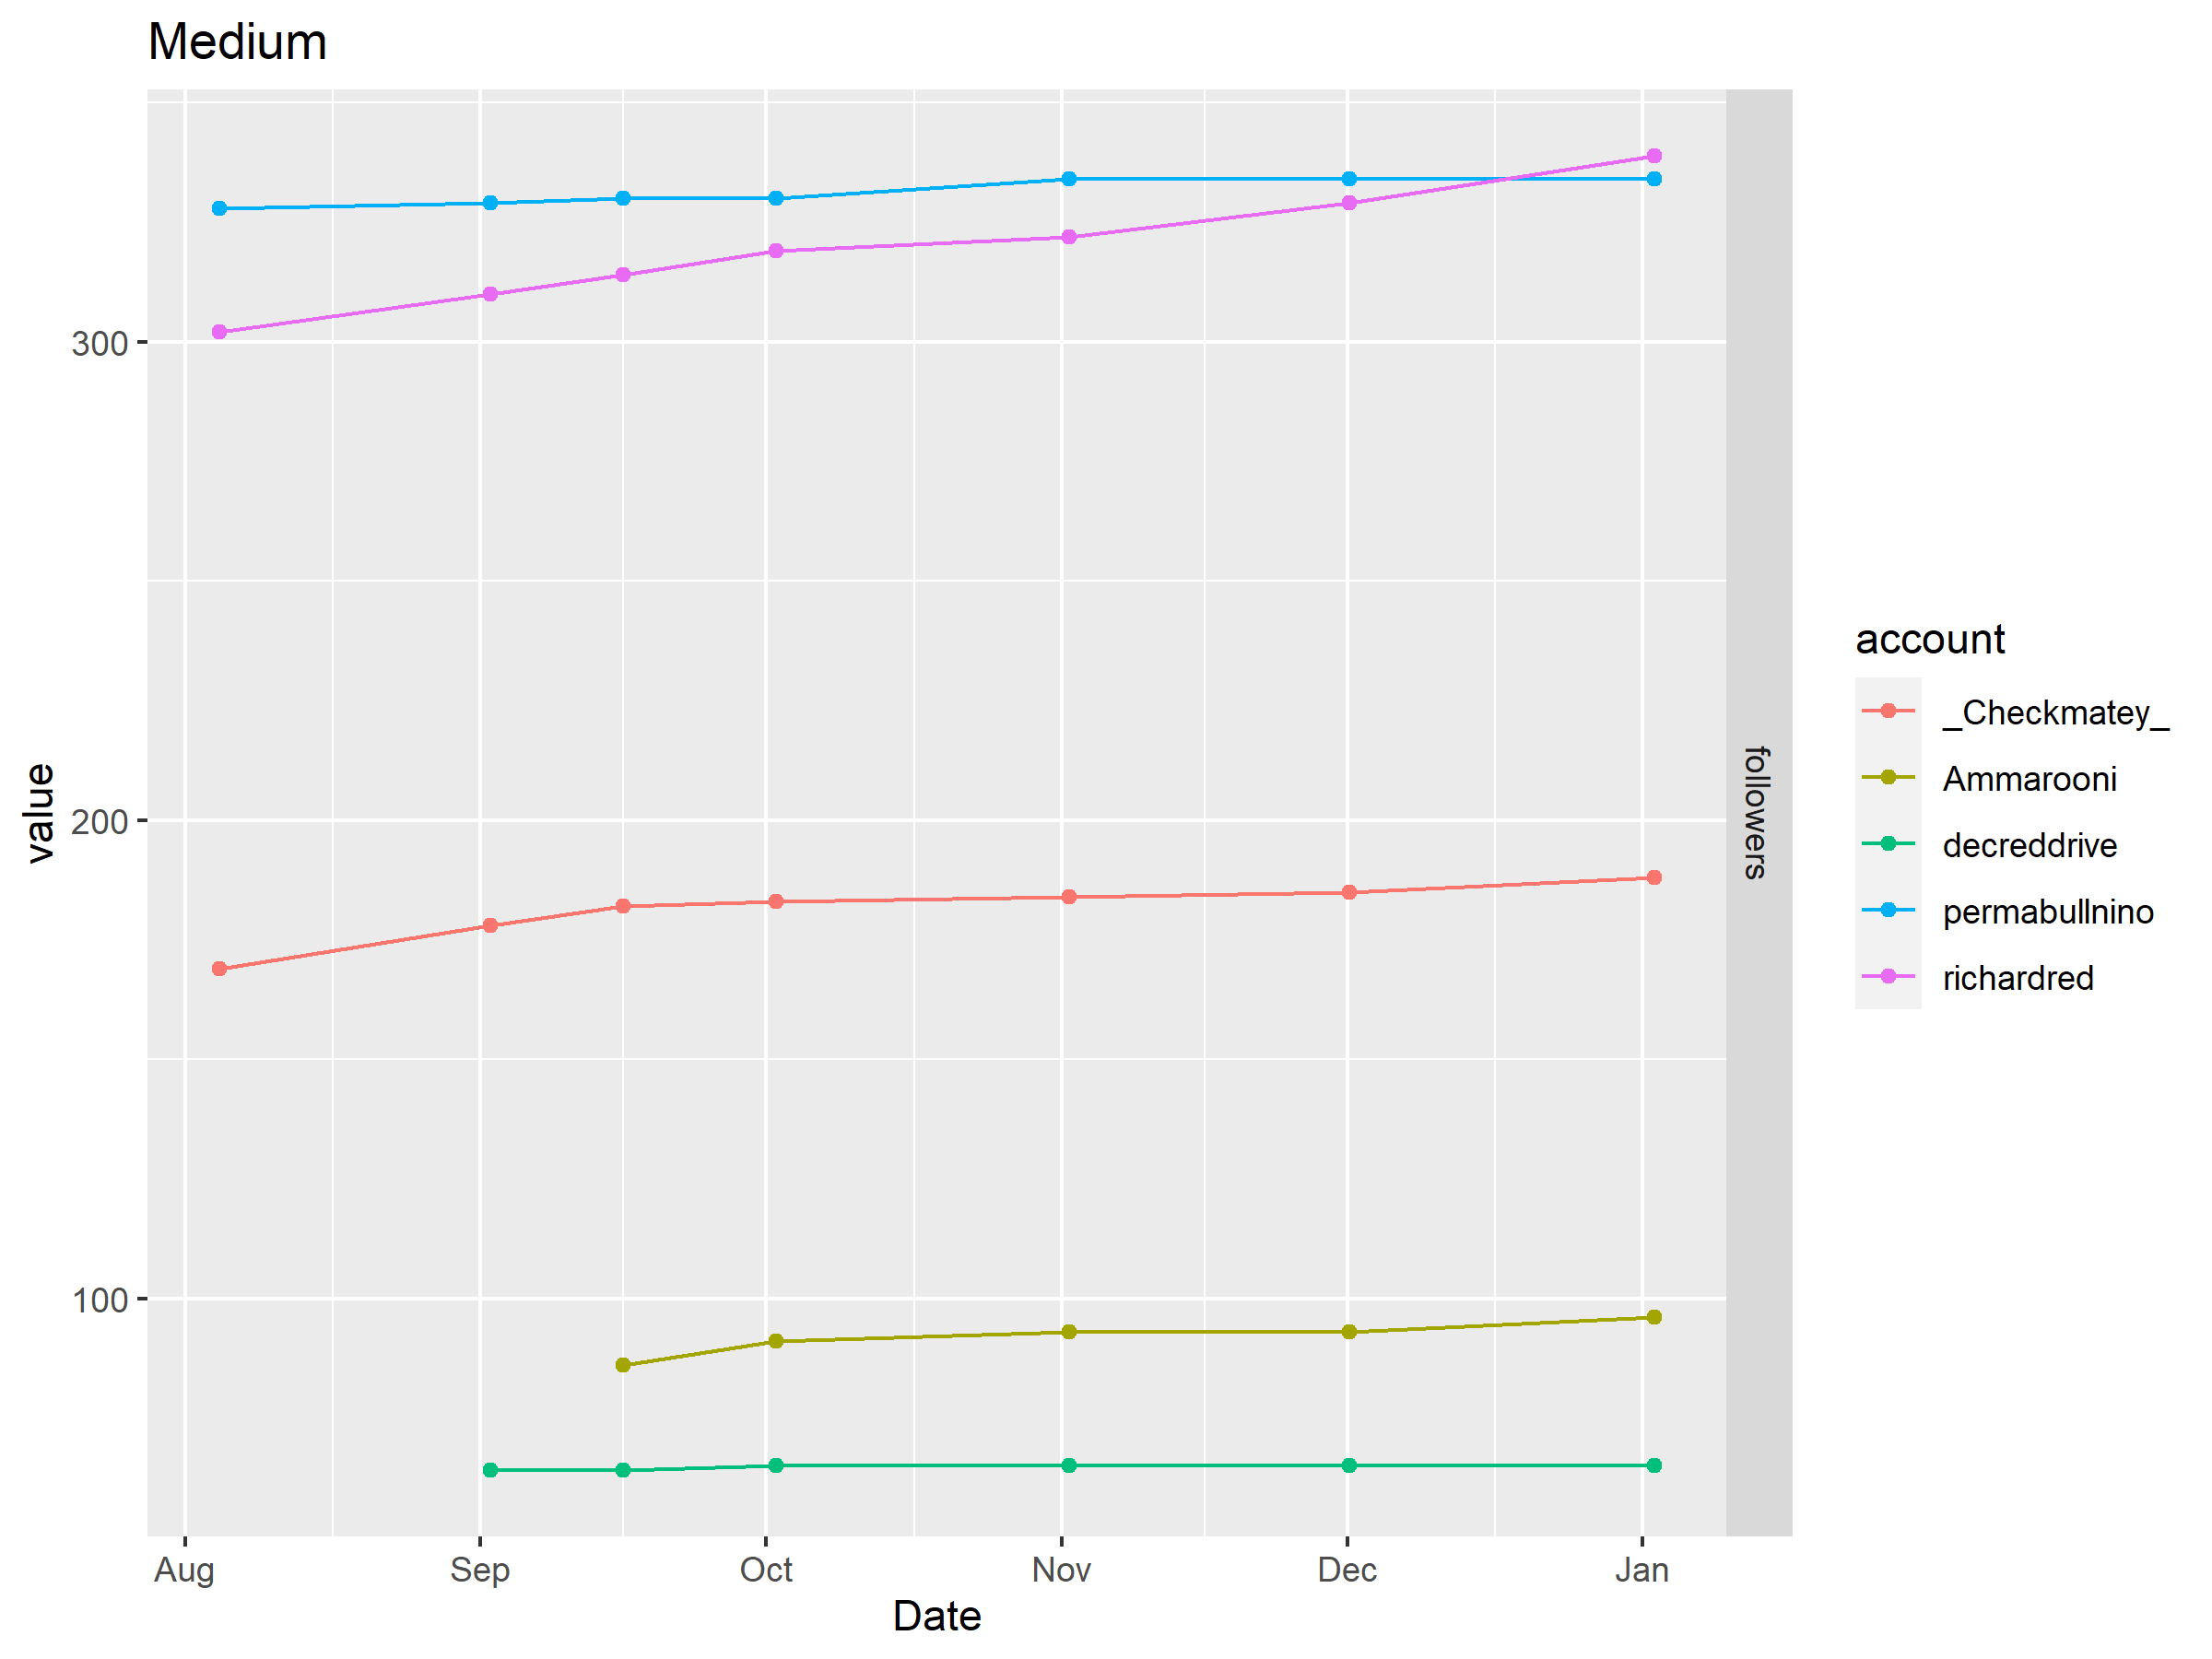 Medium
value
300
200
100
Aug Sep Oct Nov Dec Jan
Date
followers
account
_Checkmatey_
Ammarooni
decreddrive
permabullnino
richardred